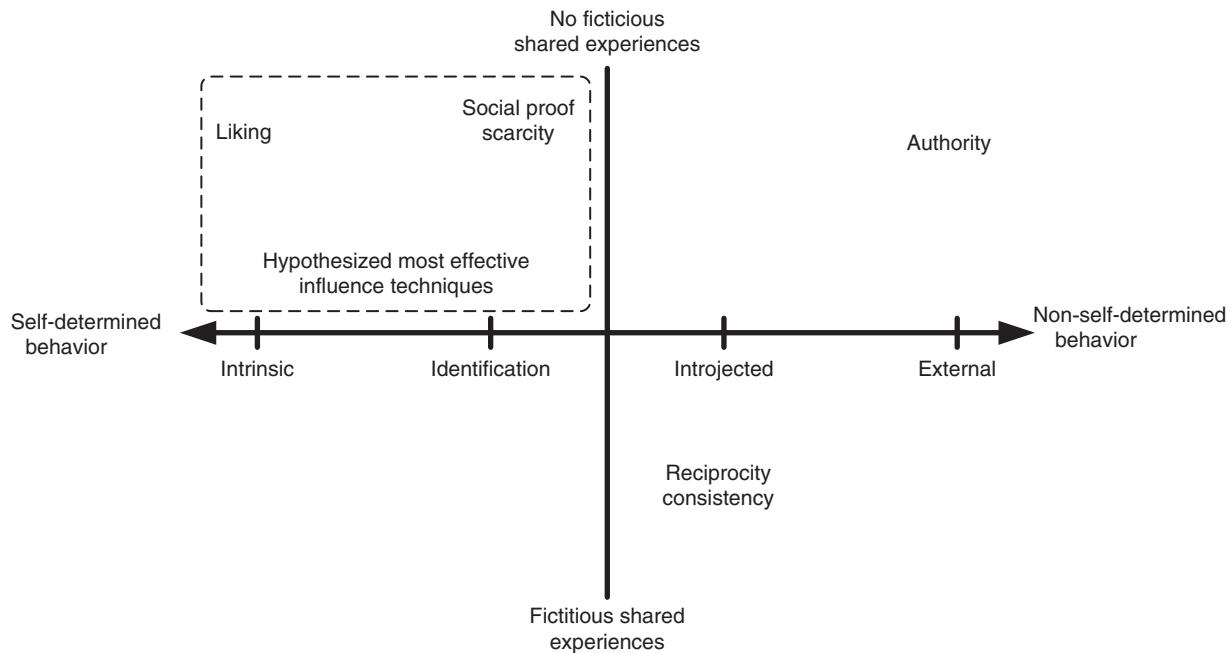 No ficticious
shared experiences
Social proof
scarcity
Liking
Authority
Hypothesized most effective
influence techniques
Self-determined
behavior
Non-self-determined
behavior
Intrinsic
Identification
Introjected
External
Reciprocity
consistency
Fictitious shared
experiences